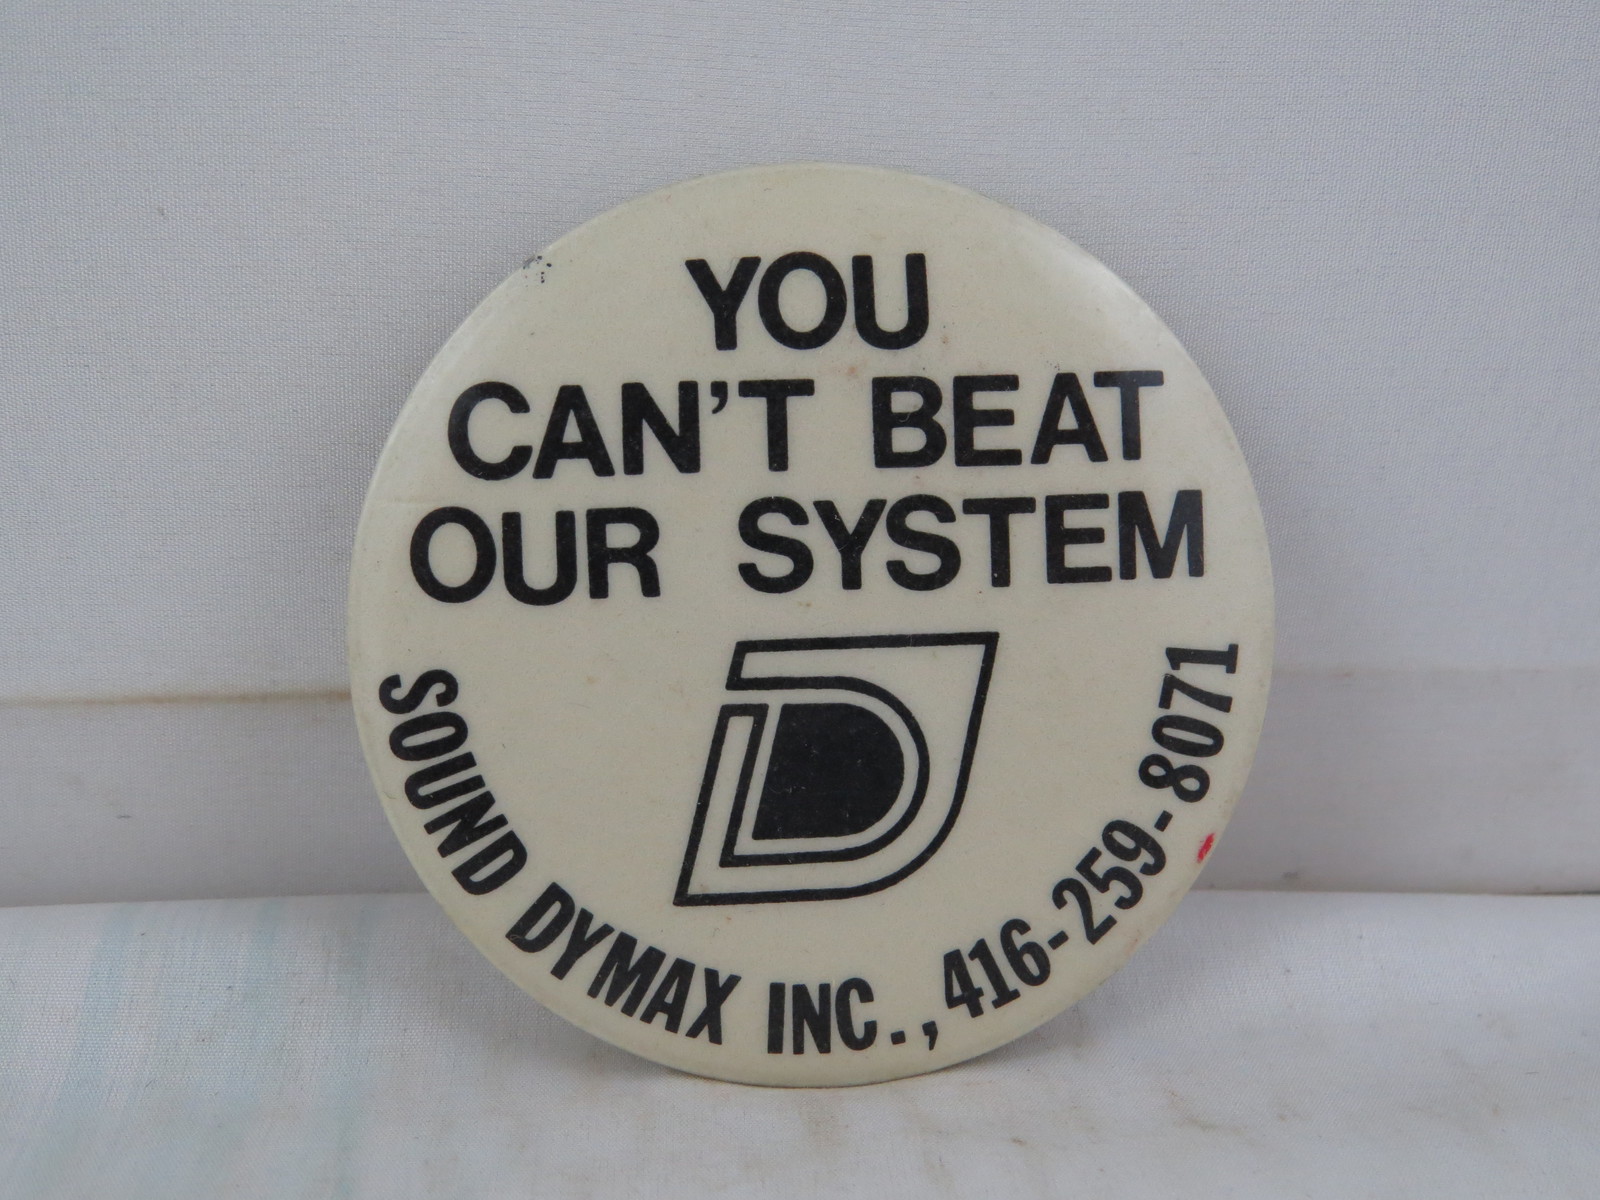 YOU
CAN'T BEAT
OUR SYSTEM
D
SOUND DYMAX INC., 416-259-8071